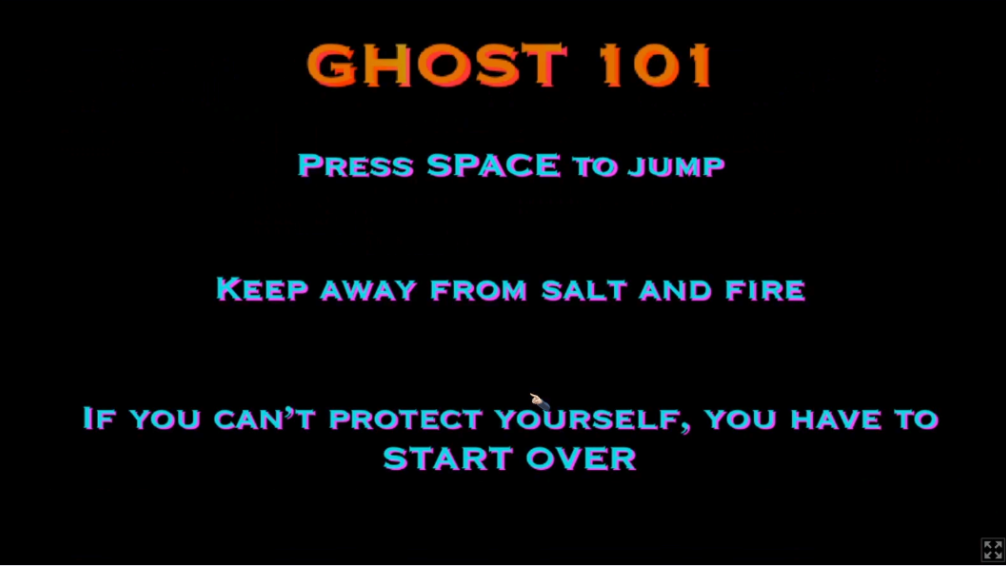 GHOST 101
PRESS SPACE TO JUMP
KEEP AWAY FROM SALT AND FIRE
IF YOU CAN'T PROTECT YOURSELF, YOU HAVE TO
START OVER